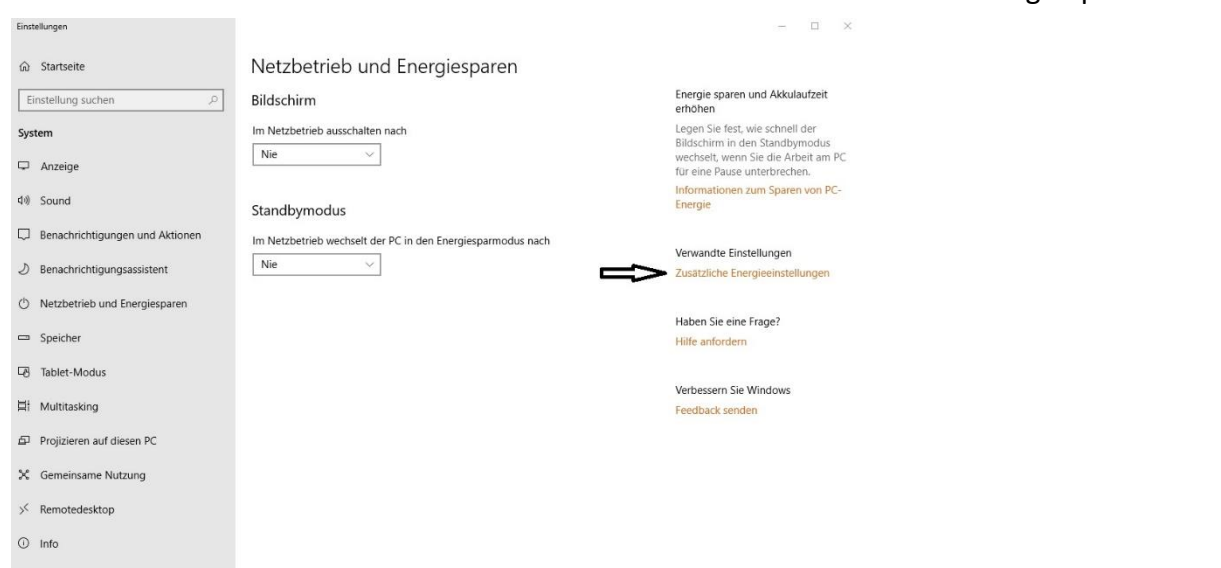 Einstellungen
Startseite
Einstellung suchen
System
Anzeige
Sound
Benachrichtigungen und Aktionen
Benachrichtigungsassistent
Netzbetrieb und Energiesparen
Speicher
Tablet-Modus
Multitasking
Projizieren auf diesen PC
Gemeinsame Nutzung
Remotedesktop
Info
Netzbetrieb und Energiesparen
Bildschirm
Im Netzbetrieb ausschalten nach
Nie
Standbymodus
Im Netzbetrieb wechselt der PC in den Energiesparmodus nach
Nie
Energie sparen und Akkulaufzeit
erhöhen
Legen Sie fest, wie schnell der
Bildschirm in den Standbymodus
wechselt, wenn Sie die Arbeit am PC
für eine Pause unterbrechen.
Informationen zum Sparen von PC-
Energie
Verwandte Einstellungen
Zusätzliche Energieeinstellungen
Haben Sie eine Frage?
Hilfe anfordern
Verbessern Sie Windows
Feedback senden